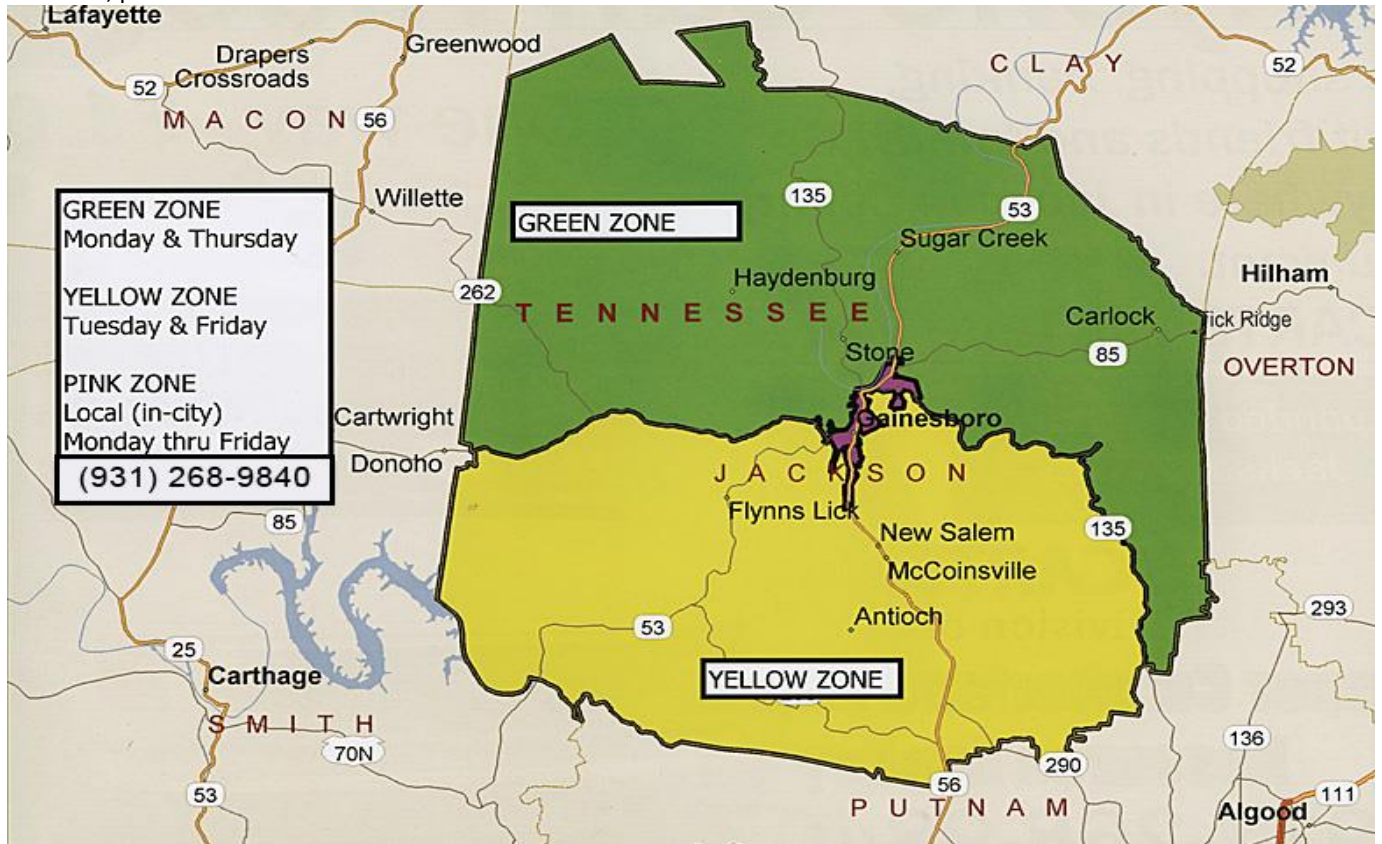 Lafayette
Drapers
Crossroads
Greenwood
52
MACON
56
Willette
GREEN ZONE
Monday & Thursday
YELLOW ZONE
Tuesday & Friday
PINK ZONE
Local (in-city)
Monday thru Friday
(931) 268-9840
CLAY
52
135
53
GREEN ZONE
Sugar Creek
Haydenburg
262
TENNESSEE
Hilham
Carlock
Tick Ridge
Stone
85
OVERTON
Cartwright
Gainesboro
Donoho
JACKSON
Flynns Lick
85
New Salem
135
McCoinsville
Antioch
293
53
25
Carthage
YELLOW ZONE
SMITH
70N
136
290
53
56
111
PUTNAM
Algood